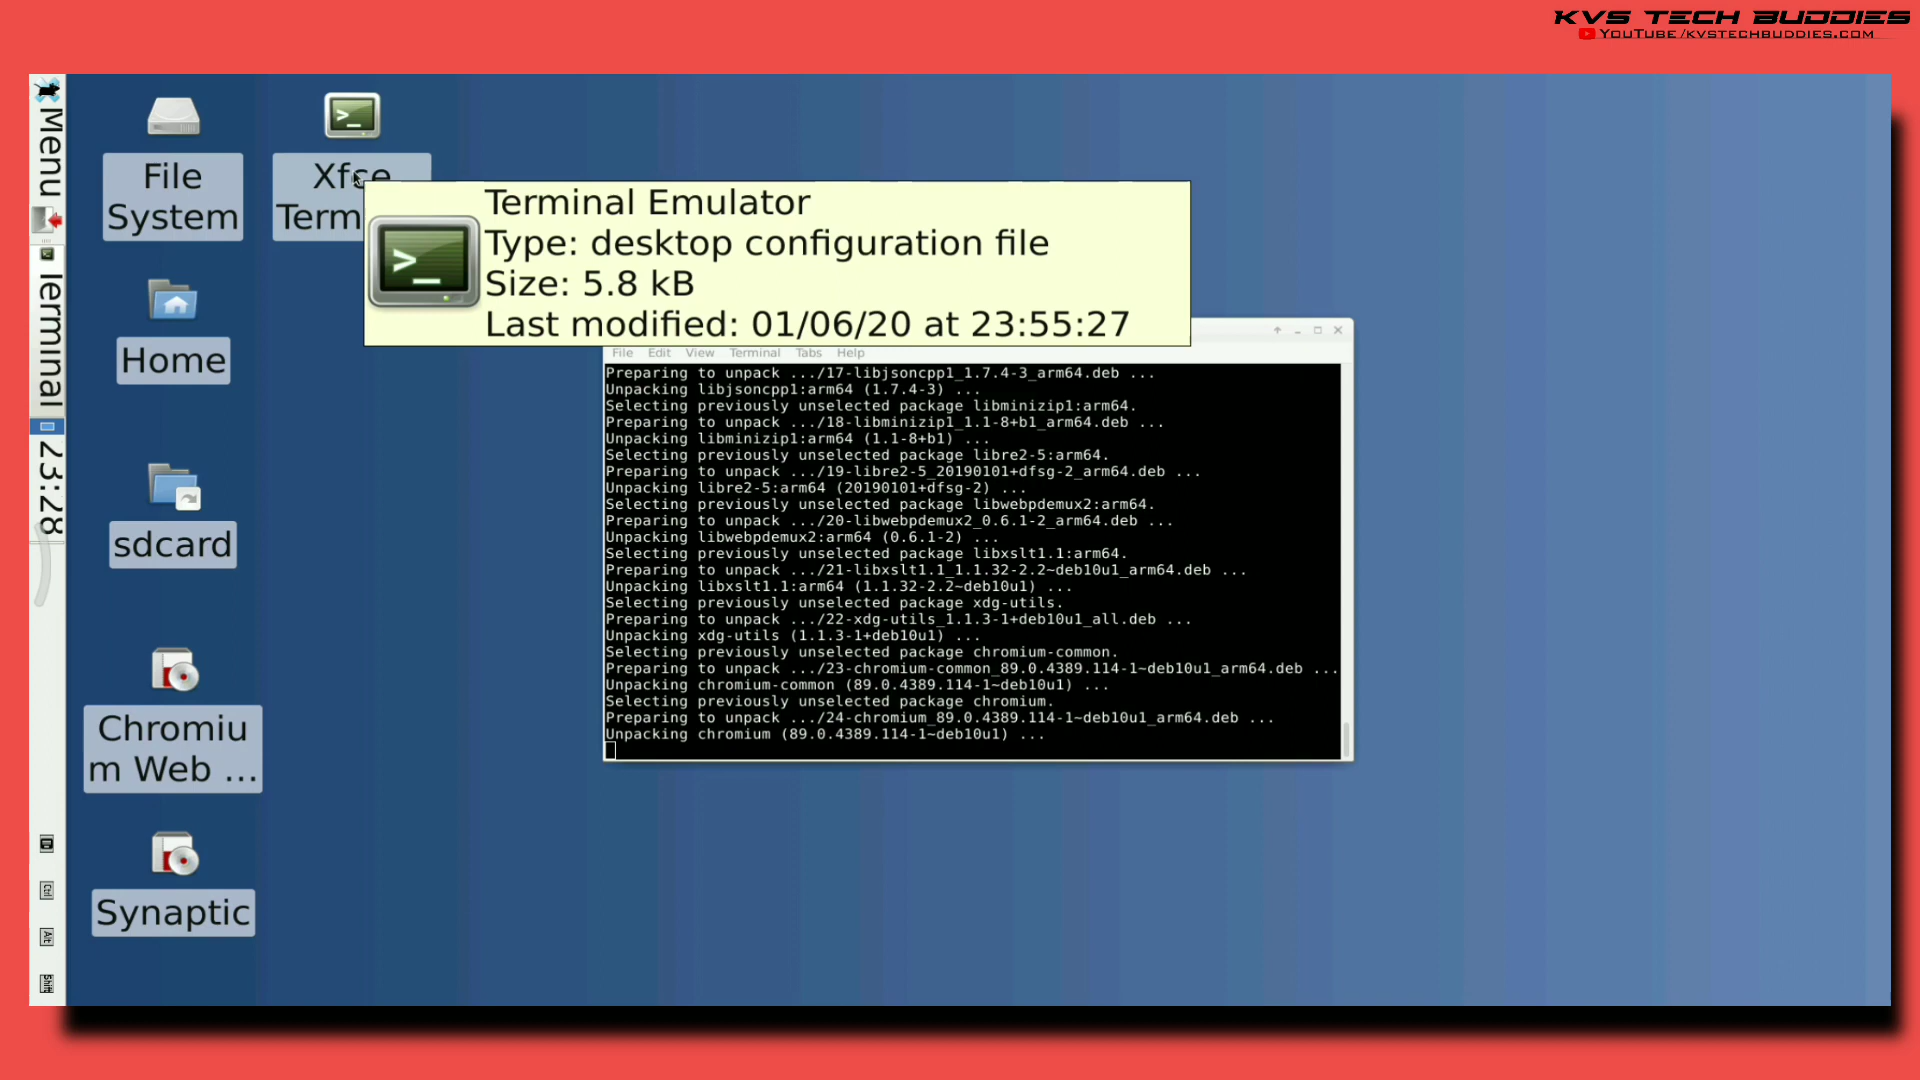 KVS TECH BUDDIES
YouTube/kvstechbuddies.com
Menu
Terminal
23:28
File
System
Xfce
Term
Home
sdcard
Chromiu
m Web ...
Synaptic
Terminal Emulator
Type: desktop configuration file
Size: 5.8 kB
Last modified: 01/06/20 at 23:55:27
File Edit View Terminal Tabs Help
Preparing to unpack .../17-libjsoncpp1_1.7.4-3_arm64.deb ...
Unpacking libjsoncpp1:arm64 (1.7.4-3) ...
Selecting previously unselected package libminizip1:arm64.
Preparing to unpack .../18-libminizip1_1.1-8+b1_arm64.deb ...
Unpacking libminizip1:arm64 (1.1-8+b1) ...
Selecting previously unselected package libre2-5:arm64.
Preparing to unpack .../19-libre2-5_20190101+dfsg-2_arm64.deb ...
Unpacking libre2-5:arm64 (20190101+dfsg-2) ...
Selecting previously unselected package libwebpdemux2:arm64.
Preparing to unpack .../20-libwebpdemux2_0.6.1-2_arm64.deb ...
Unpacking libwebpdemux2:arm64 (0.6.1-2) ...
Selecting previously unselected package libxslt1.1:arm64.
Preparing to unpack .../21-libxslt1.1_1.1.32-2.2~deb10u1_arm64.deb ...
Unpacking libxslt1.1:arm64 (1.1.32-2.2~deb10u1) ...
Selecting previously unselected package xdg-utils.
Preparing to unpack .../22-xdg-utils_1.1.3-1+deb10u1_all.deb ...
Unpacking xdg-utils (1.1.3-1+deb10u1) ...
Selecting previously unselected package chromium-common.
Preparing to unpack .../23-chromium-common_89.0.4389.114-1~deb10u1_arm64.deb ...
Unpacking chromium-common (89.0.4389.114-1~deb10u1) ...
Selecting previously unselected package chromium.
Preparing to unpack .../24-chromium_89.0.4389.114-1~deb10u1_arm64.deb ...
Unpacking chromium (89.0.4389.114-1~deb10u1) ...
Ctrl
Alt
Shift